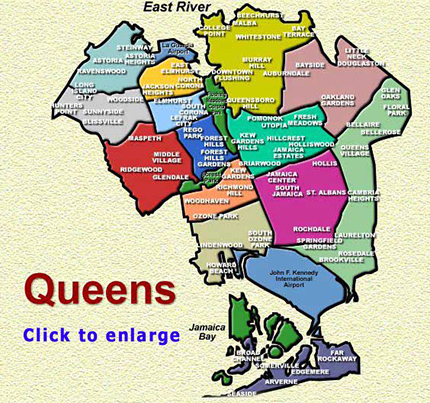 East River
BEECHHURST
MALBA
COLLEGE
POINT
BAY
TERRACE
WHITESTONE
STEINWAY
La Guardia
Airport
ASTORIA
ASTORIA
HEIGHTS
LITTLE
NECK
DOUGLASTON
RAVENSWOOD
EAST
ELMHURST
NORTH
CORONA
MURRAY
HILL
BAYSIDE
DOWNTOWN
FLUSHING
AUBURNDALE
LONG
ISLAND
CITY
JACKSON
HEIGHTS
GLEN
OAKS
OAKLAND
GARDENS
FLORAL
PARK
HUNTERS
POINT
WOODSIDE
ELMHURST
QUEENSBORO
HILL
SUNNYSIDE
SOUTH
CORONA
LEFRAK
CITY
BLISSVILLE
POMONOK
UTOPIA
FRESH
MEADOWS
BELLAIRE
BELLEROSE
REGO
PARK
MASPETH
FOREST
HILLS
KEW
GARDENS
HILLS
HILLCREST
HOLLISWOOD
JAMAICA
ESTATES
QUEENS
VILLAGE
MIDDLE
VILLAGE
FOREST
HILLS
GARDENS
BRIARWOOD
HOLLIS
RIDGEWOOD
GLENDALE
KEW
GARDENS
JAMAICA
CENTER
RICHMOND
HILL
SOUTH
JAMAICA
ST. ALBANS
CAMBRIA
HEIGHTS
WOODHAVEN
OZONE PARK
ROCHDALE
LAURELTON
LINDENWOOD
SOUTH
OZONE
PARK
SPRINGFIELD
GARDENS
ROSEDALE
BROOKVILLE
HOWARD
BEACH
John F. Kennedy
International
Airport
Queens
Click to enlarge
Jamaica
Bay
BROAD
CHANNEL
FAR
ROCKAWAY
SOMERVILLE
EDGEMERE
ARVERNE
SEASIDE